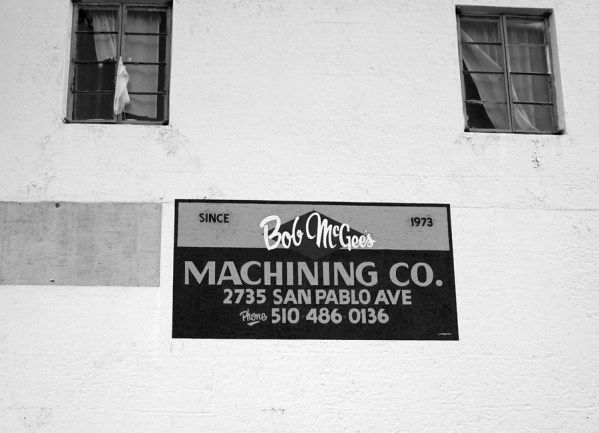 SINCE 1973
Bob McGee's
MACHINING CO.
2735 SAN PABLO AVE
Phone 510 486 0136